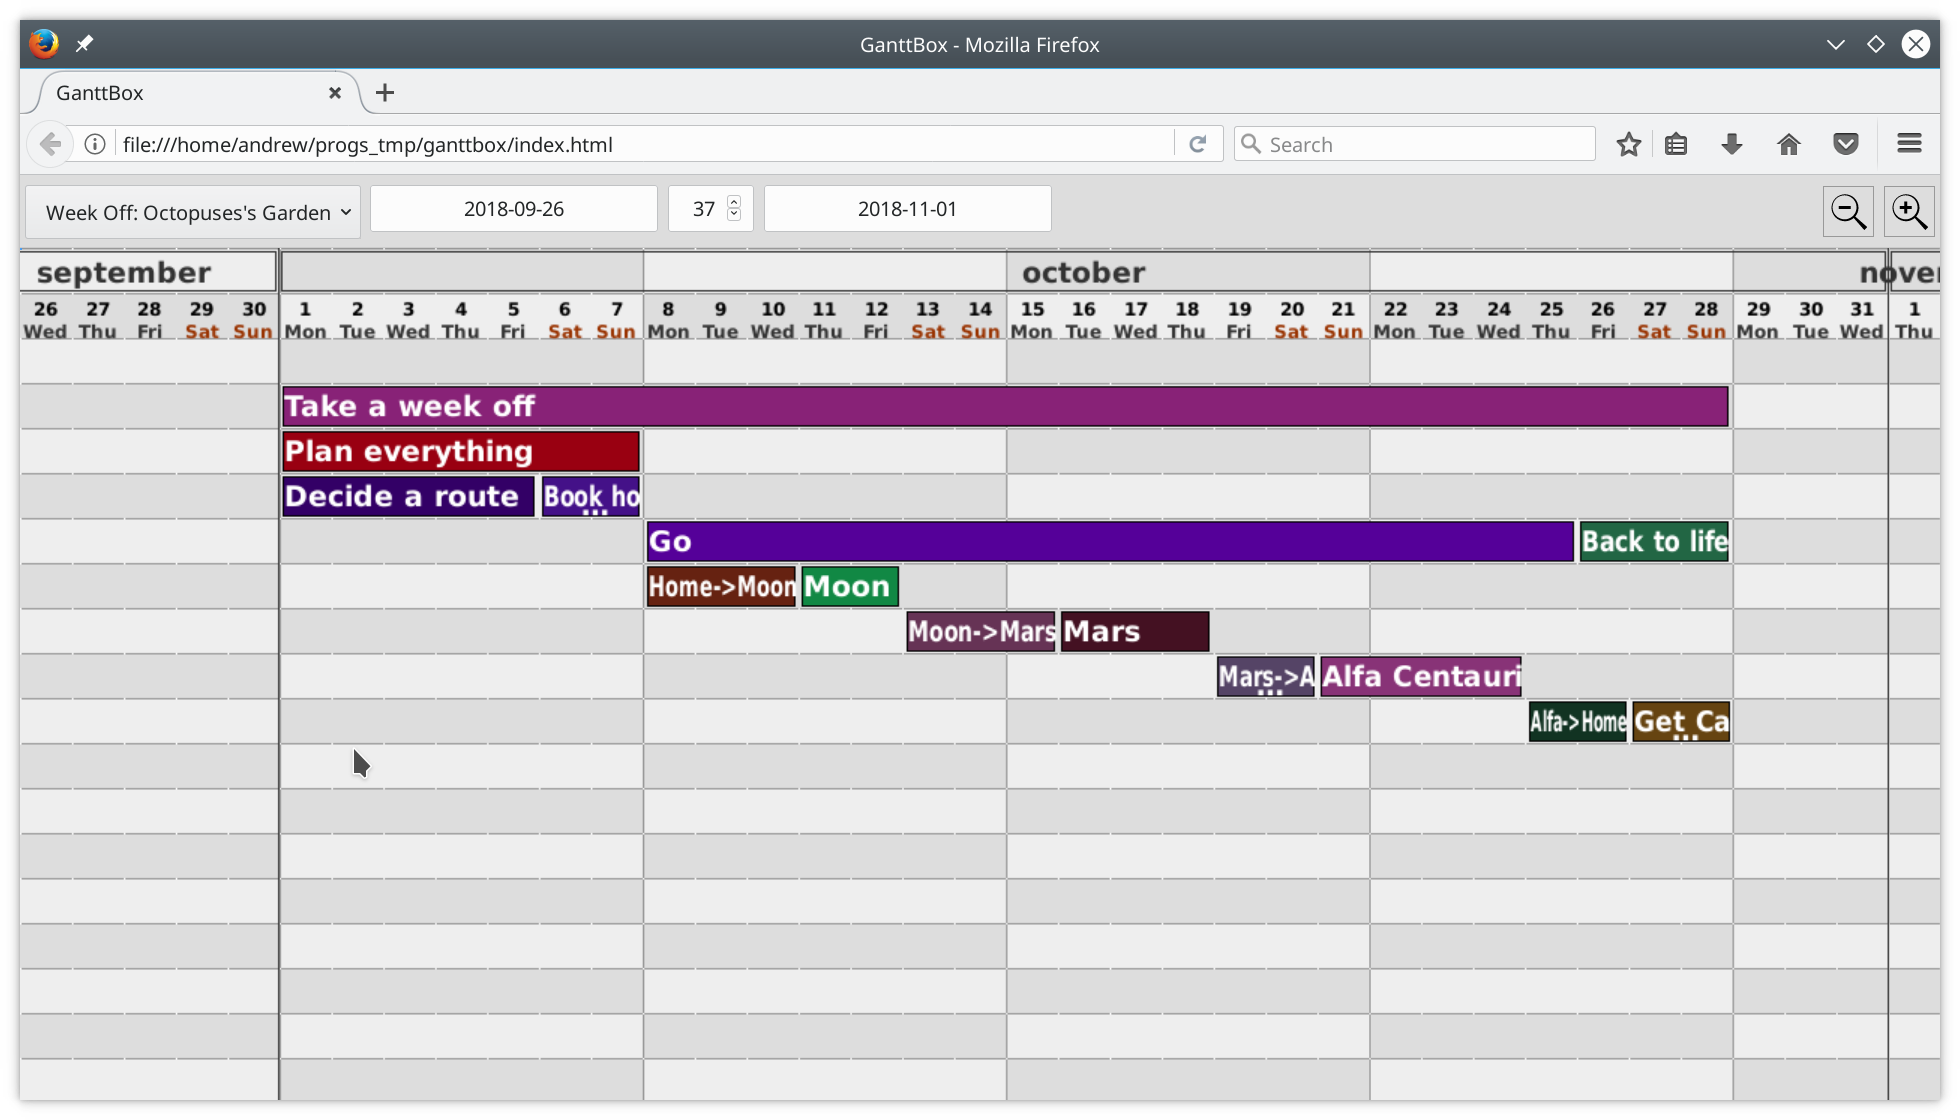 GanttBox - Mozilla Firefox
GanttBox
file:///home/andrew/progs_tmp/ganttbox/index.html
Search
Week Off: Octopuses's Garden 2018-09-26 37 2018-11-01
september october nover
26 27 28 29 30 1 2 3 4 5 6 7 8 9 10 11 12 13 14 15 16 17 18 19 20 21 22 23 24 25 26 27 28 29 30 31 1
Wed Thu Fri Sat Sun Mon Tue Wed Thu Fri Sat Sun Mon Tue Wed Thu Fri Sat Sun Mon Tue Wed Thu Fri Sat Sun Mon Tue Wed Thu Fri Sat Sun Mon Tue Wed Thu
Take a week off
Plan everything
Decide a route Book ho...
Go Back to life
Home->Moon Moon
Moon->Mars Mars
Mars->A... Alfa Centauri
Alfa->Home Get Ca...